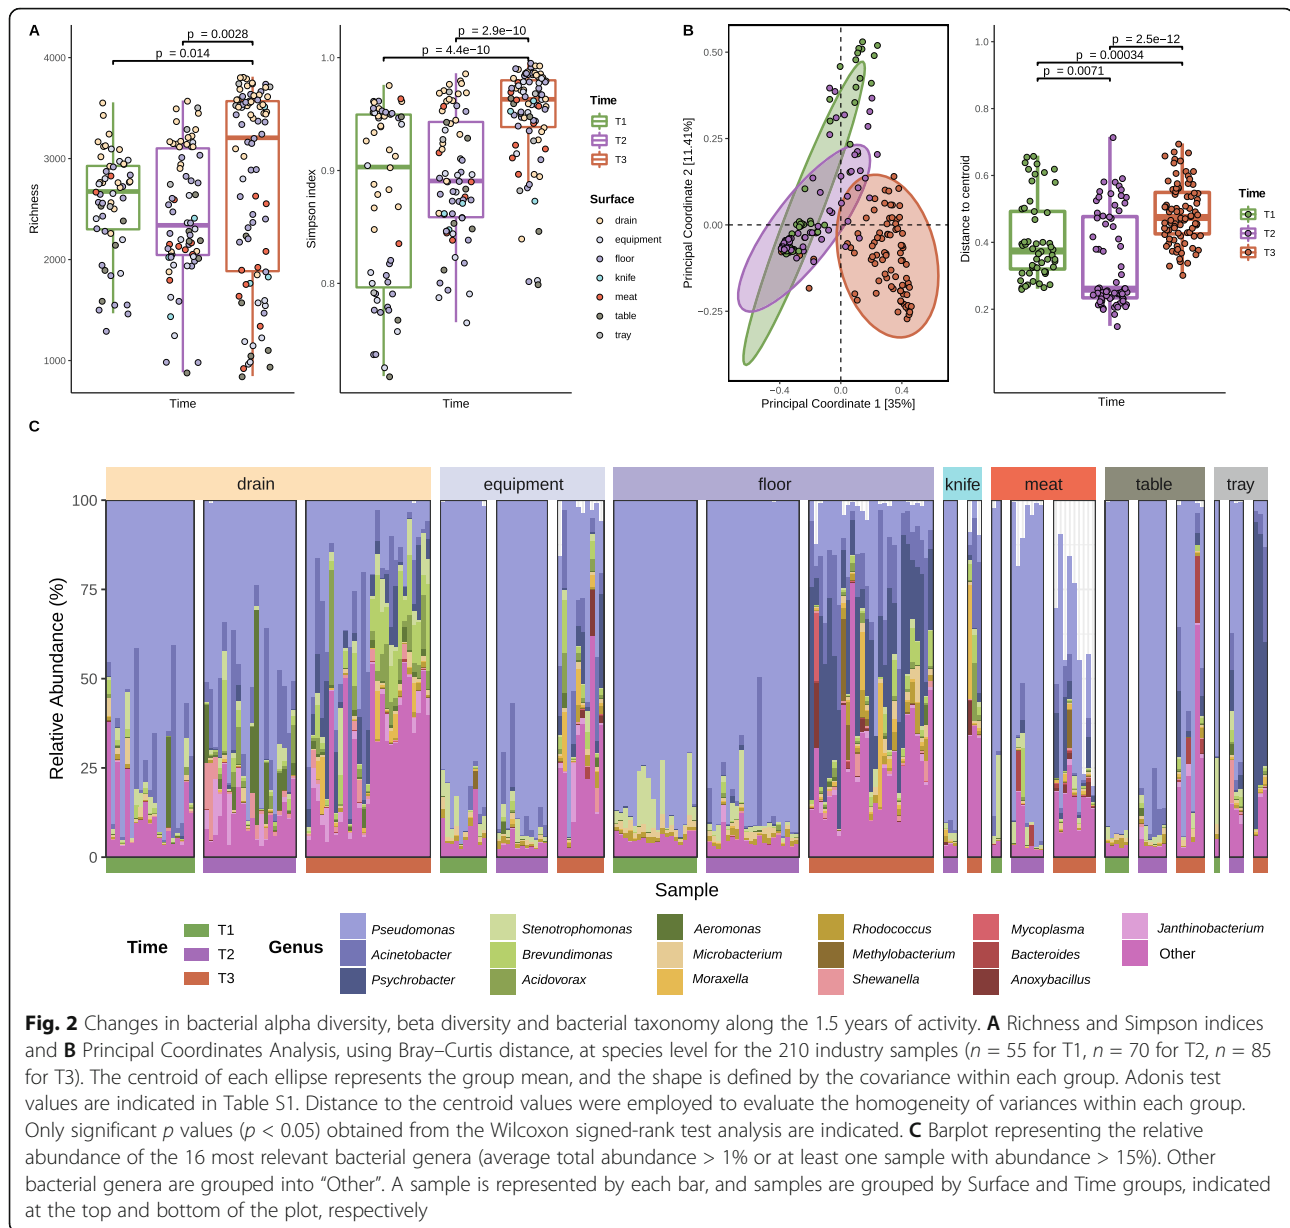 A
p = 0.0028
p = 0.014
4000
3000
2000
1000
Richness
Time
p = 2.9e−10
p = 4.4e−10
1.0
0.9
0.8
Simpson index
Time
Time
T1
T2
T3
Surface
drain
equipment
floor
knife
meat
table
tray
B
0.50
0.25
0.00
−0.25
Principal Coordinate 2 [11.41%]
−0.4
0.0
0.4
Principal Coordinate 1 [35%]
p = 2.5e−12
p = 0.00034
p = 0.0071
1.0
0.8
0.6
0.4
0.2
Distance to centroid
Time
Time
T1
T2
T3
C
drain equipment floor knife meat table tray
100
75
50
25
0
Relative Abundance (%)
Sample
Time
T1
T2
T3
Genus
Pseudomonas
Acinetobacter
Psychrobacter
Stenotrophomonas
Brevundimonas
Acidovorax
Aeromonas
Microbacterium
Moraxella
Rhodococcus
Methylobacterium
Shewanella
Mycoplasma
Bacteroides
Anoxybacillus
Janthinobacterium
Other
Fig. 2 Changes in bacterial alpha diversity, beta diversity and bacterial taxonomy along the 1.5 years of activity. A Richness and Simpson indices
and B Principal Coordinates Analysis, using Bray–Curtis distance, at species level for the 210 industry samples (n = 55 for T1, n = 70 for T2, n = 85
for T3). The centroid of each ellipse represents the group mean, and the shape is defined by the covariance within each group. Adonis test
values are indicated in Table S1. Distance to the centroid values were employed to evaluate the homogeneity of variances within each group.
Only significant p values (p < 0.05) obtained from the Wilcoxon signed-rank test analysis are indicated. C Barplot representing the relative
abundance of the 16 most relevant bacterial genera (average total abundance > 1% or at least one sample with abundance > 15%). Other
bacterial genera are grouped into “Other”. A sample is represented by each bar, and samples are grouped by Surface and Time groups, indicated
at the top and bottom of the plot, respectively